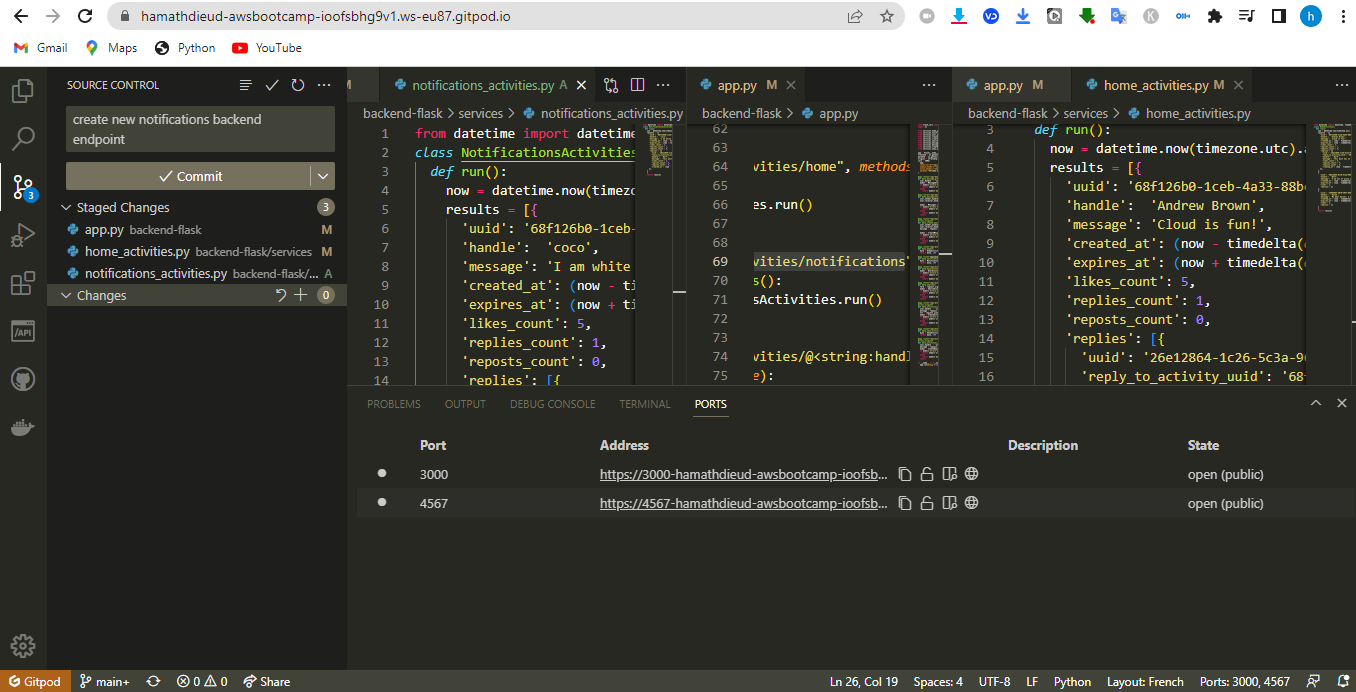 hamathdieud-awsbootcamp-ioofsbhg9v1.ws-eu87.gitpod.io
Gmail Maps Python YouTube
SOURCE CONTROL
create new notifications backend
endpoint
Commit
Staged Changes 3
app.py backend-flask M
home_activities.py backend-flask/services M
notifications_activities.py backend-flask/... A
Changes 0
3
M
notifications_activities.py A
backend-flask > services > notifications_activities.py
1 from datetime import datetime
2 class NotificationsActivities
3 def run():
4 now = datetime.now(timezo
5 results = [{
6 'uuid': '68f126b0-1ceb-
7 'handle': 'coco',
8 'message': 'I am white
9 'created_at': (now - ti
10 'expires_at': (now + ti
11 'likes_count': 5,
12 'replies_count': 1,
13 'reposts_count': 0,
14 'replies': [{
app.py M
backend-flask > app.py
62
63
64 vities/home", methods
65
66 es.run()
67
68
69 vities/notifications"
70 s():
71 sActivities.run()
72
73
74 vities/@<string:handl
75 e):
app.py M home_activities.py M
backend-flask > services > home_activities.py
3 def run():
4 now = datetime.now(timezone.utc).a
5 results = [{
6 'uuid': '68f126b0-1ceb-4a33-88b
7 'handle': 'Andrew Brown',
8 'message': 'Cloud is fun!',
9 'created_at': (now - timedelta(
10 'expires_at': (now + timedelta(
11 'likes_count': 5,
12 'replies_count': 1,
13 'reposts_count': 0,
14 'replies': [{
15 'uuid': '26e12864-1c26-5c3a-9
16 'reply_to_activity_uuid': '68
PROBLEMS OUTPUT DEBUG CONSOLE TERMINAL PORTS
Port Address Description State
3000 https://3000-hamathdieud-awsbootcamp-ioofsb... open (public)
4567 https://4567-hamathdieud-awsbootcamp-ioofsb... open (public)
Gitpod main+ 0 0 Share Ln 26, Col 19 Spaces: 4 UTF-8 LF Python Layout: French Ports: 3000, 4567